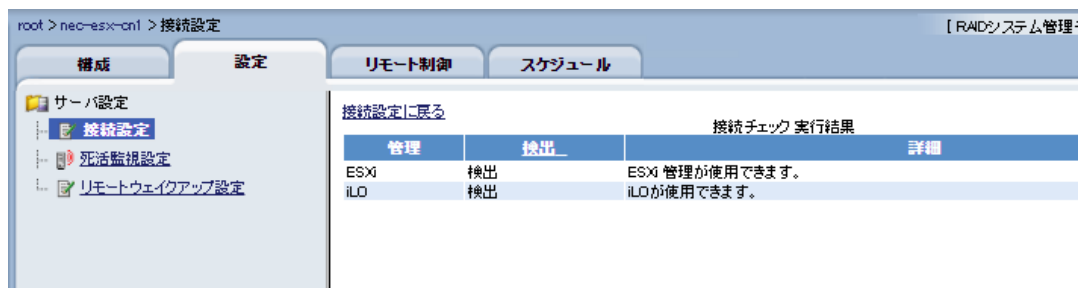 root > nec-esx-cn1 > 接続設定
[ RAIDシステム管理
構成 設定 リモート制御 スケジュール
サーバ設定
接続設定
死活監視設定
リモートウェイクアップ設定
接続設定に戻る
接続チェック 実行結果
管理 検出 詳細
ESXi 検出 ESXi 管理が使用できます。
iLO 検出 iLOが使用できます。